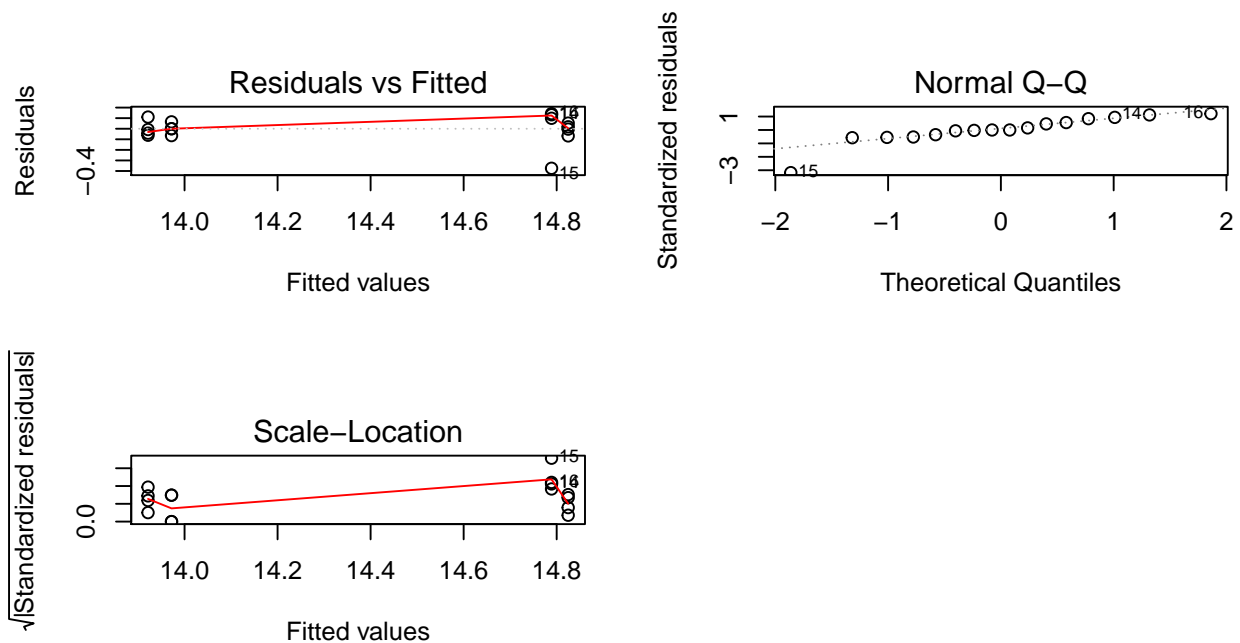 Residuals vs Fitted
Residuals
−0.4
16
15
14.0 14.2 14.4 14.6 14.8
Fitted values
Normal Q−Q
Standardized residuals
1
−3
14
16
15
−2 −1 0 1 2
Theoretical Quantiles
Scale−Location
√|Standardized residuals|
0.0
15
14.0 14.2 14.4 14.6 14.8
Fitted values